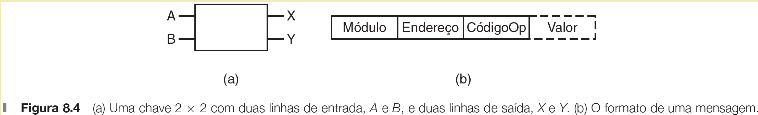 A X
B Y
Módulo Endereço CódigoOp Valor
(a) (b)
Figura 8.4 (a) Uma chave 2 × 2 com duas linhas de entrada, A e B, e duas linhas de saída, X e Y. (b) O formato de uma mensagem.